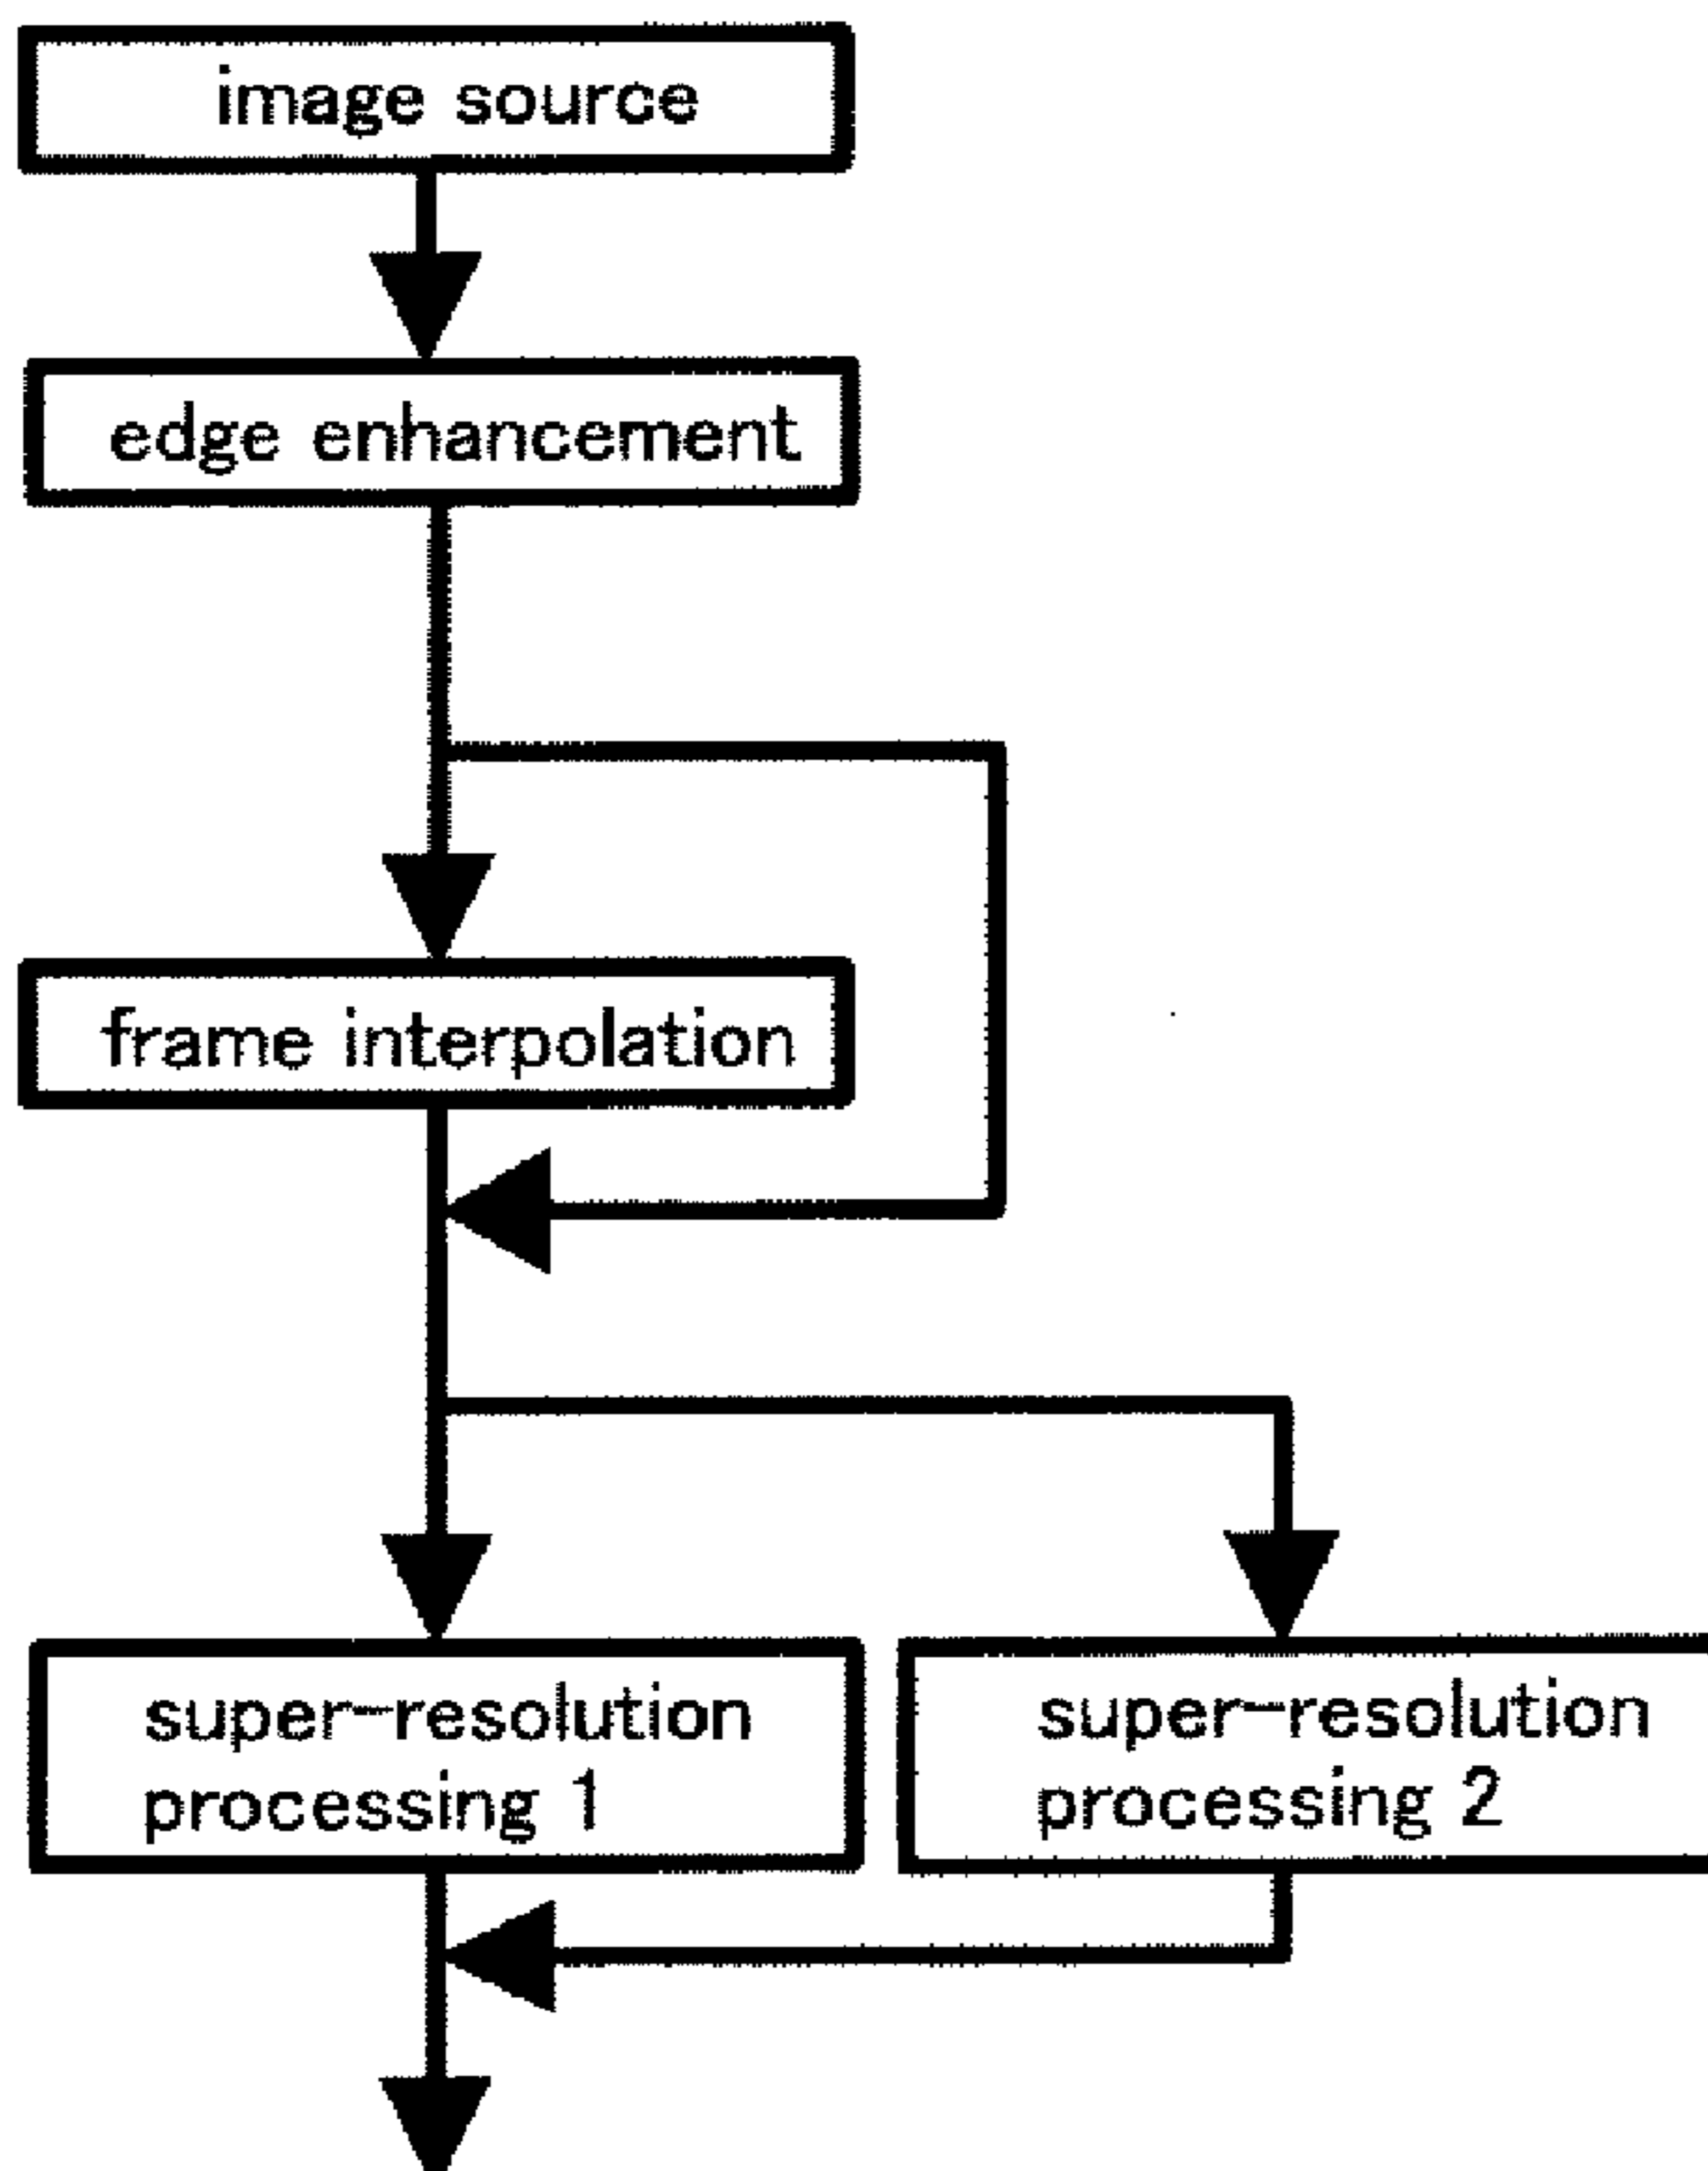 image source
edge enhancement
frame interpolation
super-resolution
processing 1
super-resolution
processing 2